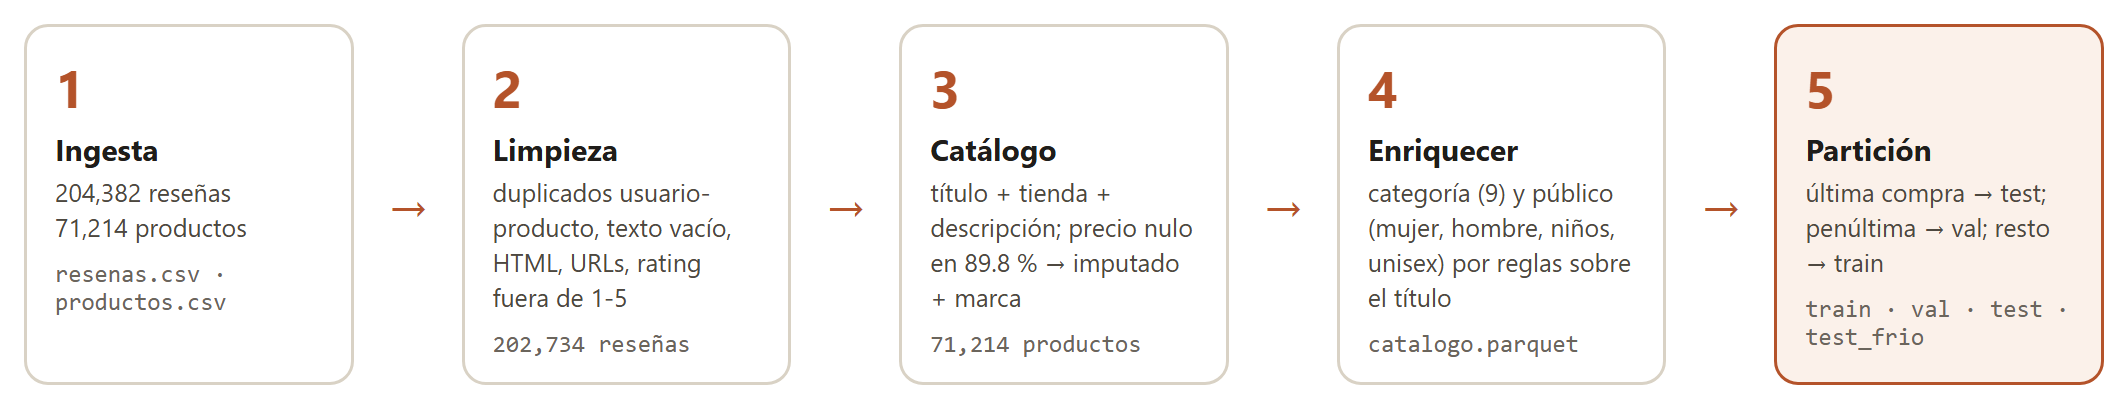 1
Ingesta
204,382 reseñas
71,214 productos
resenas.csv ·
productos.csv
→
2
Limpieza
duplicados usuario-
producto, texto vacío,
HTML, URLs, rating
fuera de 1-5
202,734 reseñas
→
3
Catálogo
título + tienda +
descripción; precio nulo
en 89.8 % → imputado
+ marca
71,214 productos
→
4
Enriquecer
categoría (9) y público
(mujer, hombre, niños,
unisex) por reglas sobre
el título
catalogo.parquet
→
5
Partición
última compra → test;
penúltima → val; resto
→ train
train · val · test ·
test_frio